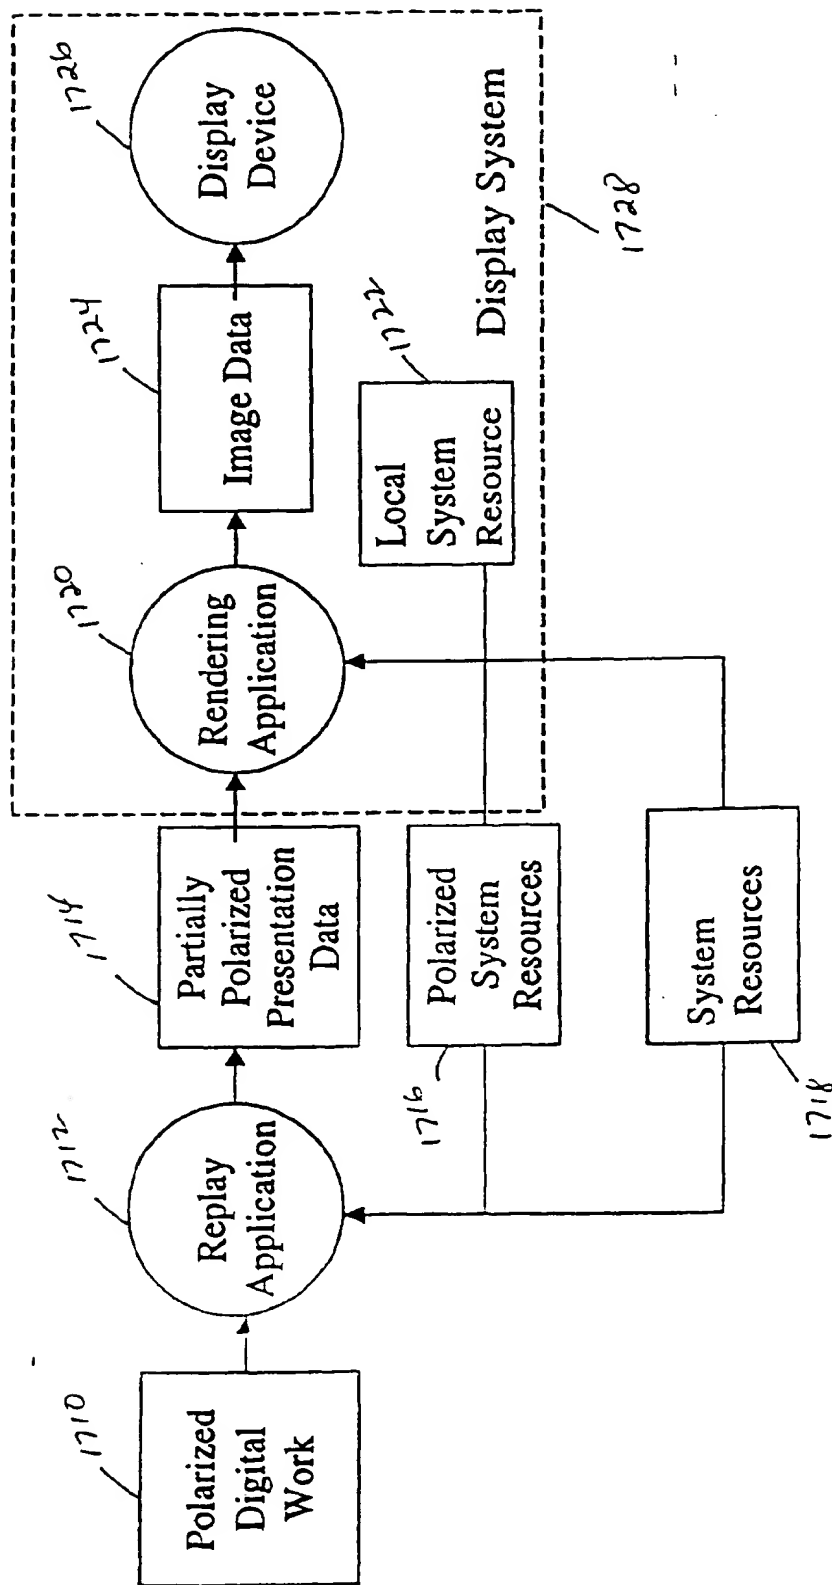 1710
Polarized
Digital
Work
1712
Replay
Application
1714
Partially
Polarized
Presentation
Data
1716
Polarized
System
Resources
1718
System
Resources
1720
Rendering
Application
1722
Local
System
Resource
1724
Image Data
1726
Display
Device
Display System
1728